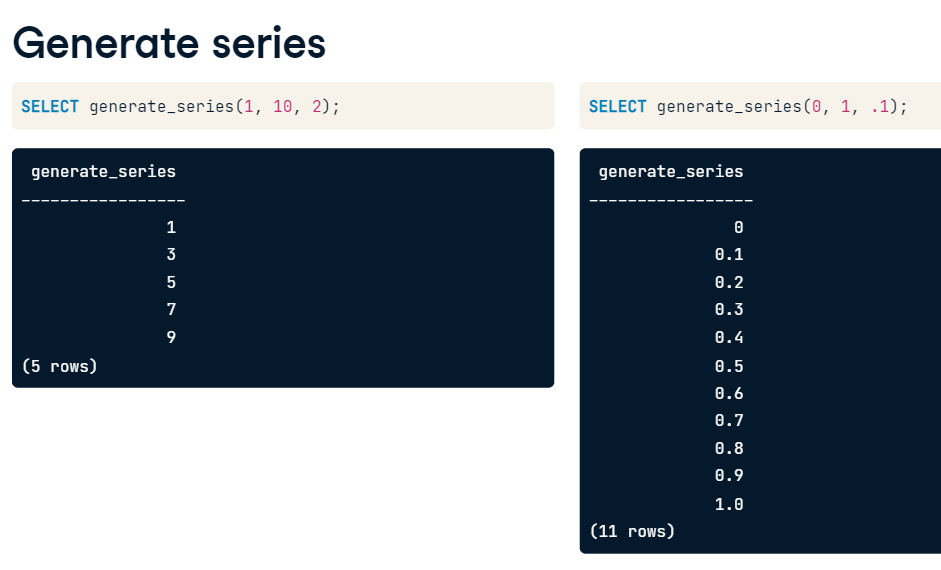 Generate series
SELECT generate_series(1, 10, 2);
generate_series
-----------------
1
3
5
7
9
(5 rows)
SELECT generate_series(0, 1, .1);
generate_series
-----------------
0
0.1
0.2
0.3
0.4
0.5
0.6
0.7
0.8
0.9
1.0
(11 rows)